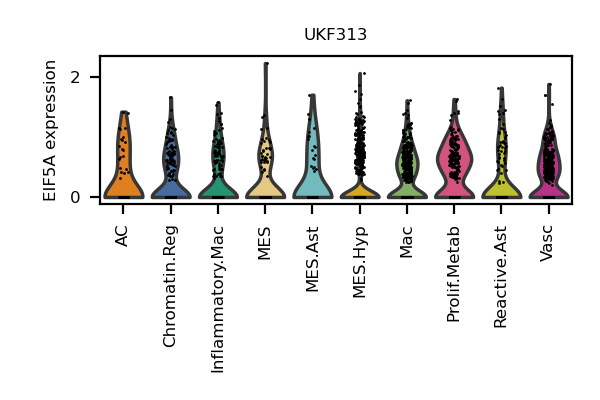 UKF313
EIF5A expression
2
0
AC
Chromatin.Reg
Inflammatory.Mac
MES
MES.Ast
MES.Hyp
Mac
Prolif.Metab
Reactive.Ast
Vasc